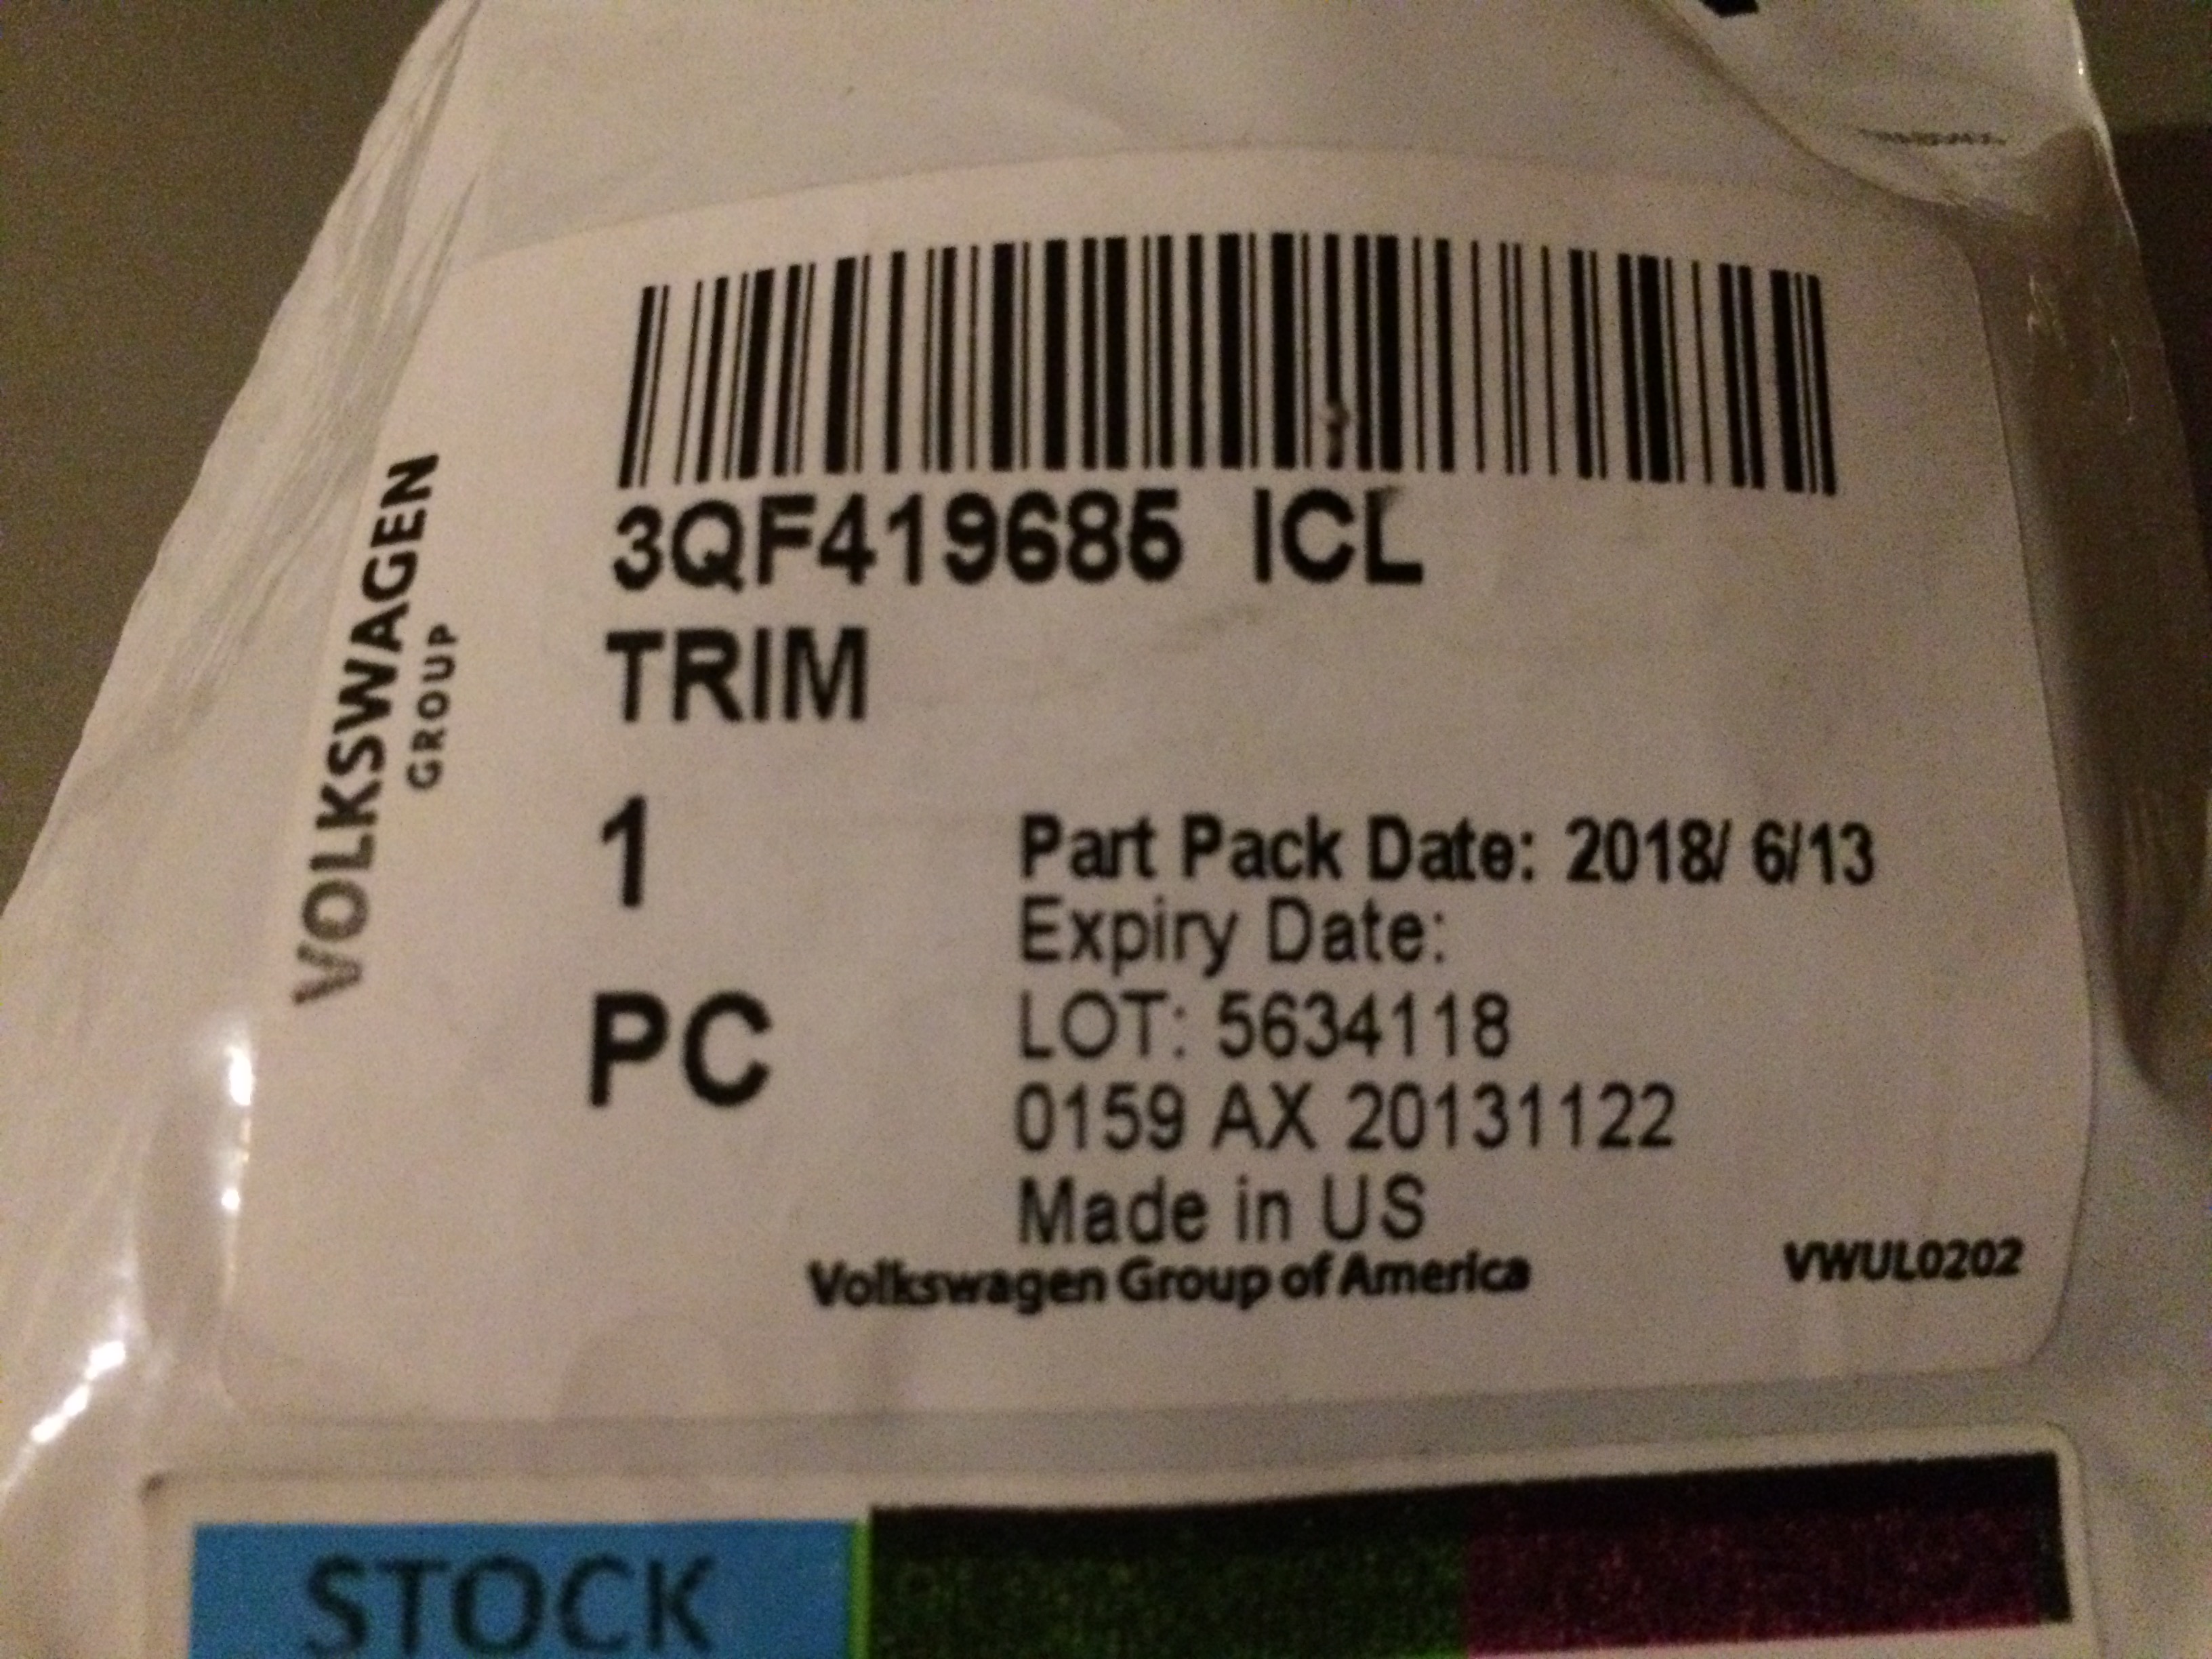 VOLKSWAGEN
GROUP
3QF419685 ICL
TRIM
1
PC
Part Pack Date: 2018/ 6/13
Expiry Date:
LOT: 5634118
0159 AX 20131122
Made in US
Volkswagen Group of America
VWUL0202
STOCK